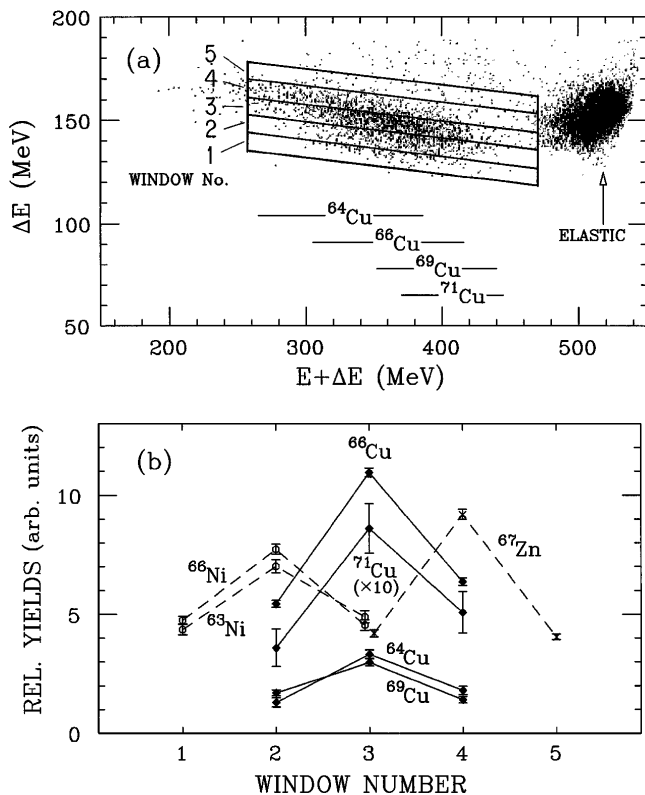 (a)
5
4
3
2
1
WINDOW No.
200
150
100
50
ΔE (MeV)
⁶⁴Cu
⁶⁶Cu
⁶⁹Cu
⁷¹Cu
ELASTIC
200 300 400 500
E+ΔE (MeV)
(b)
10
5
0
REL. YIELDS (arb. units)
⁶⁶Cu
⁶⁷Zn
⁶⁶Ni
⁷¹Cu
(×10)
⁶³Ni
⁶⁴Cu
⁶⁹Cu
1 2 3 4 5
WINDOW NUMBER